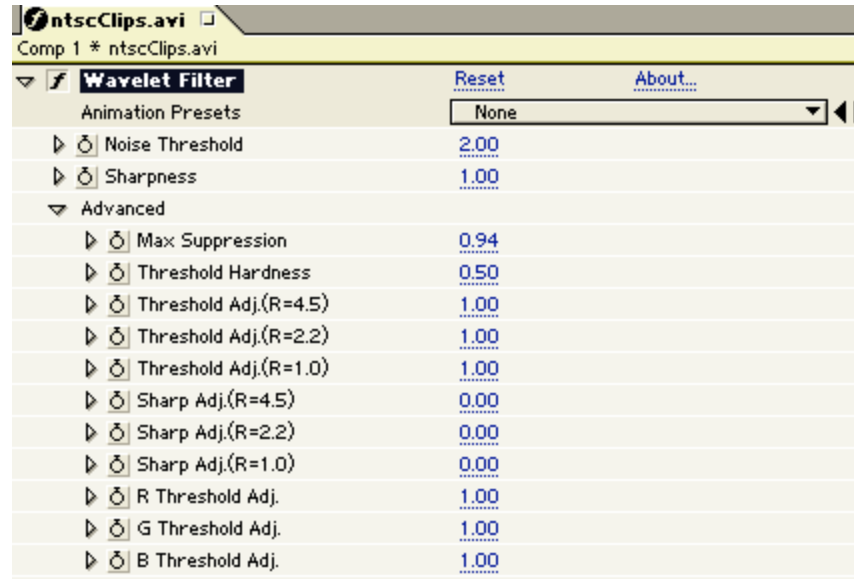 ntscClips.avi
Comp 1 * ntscClips.avi
f Wavelet Filter Reset About...
Animation Presets None
Noise Threshold 2.00
Sharpness 1.00
Advanced
Max Suppression 0.94
Threshold Hardness 0.50
Threshold Adj.(R=4.5) 1.00
Threshold Adj.(R=2.2) 1.00
Threshold Adj.(R=1.0) 1.00
Sharp Adj.(R=4.5) 0.00
Sharp Adj.(R=2.2) 0.00
Sharp Adj.(R=1.0) 0.00
R Threshold Adj. 1.00
G Threshold Adj. 1.00
B Threshold Adj. 1.00